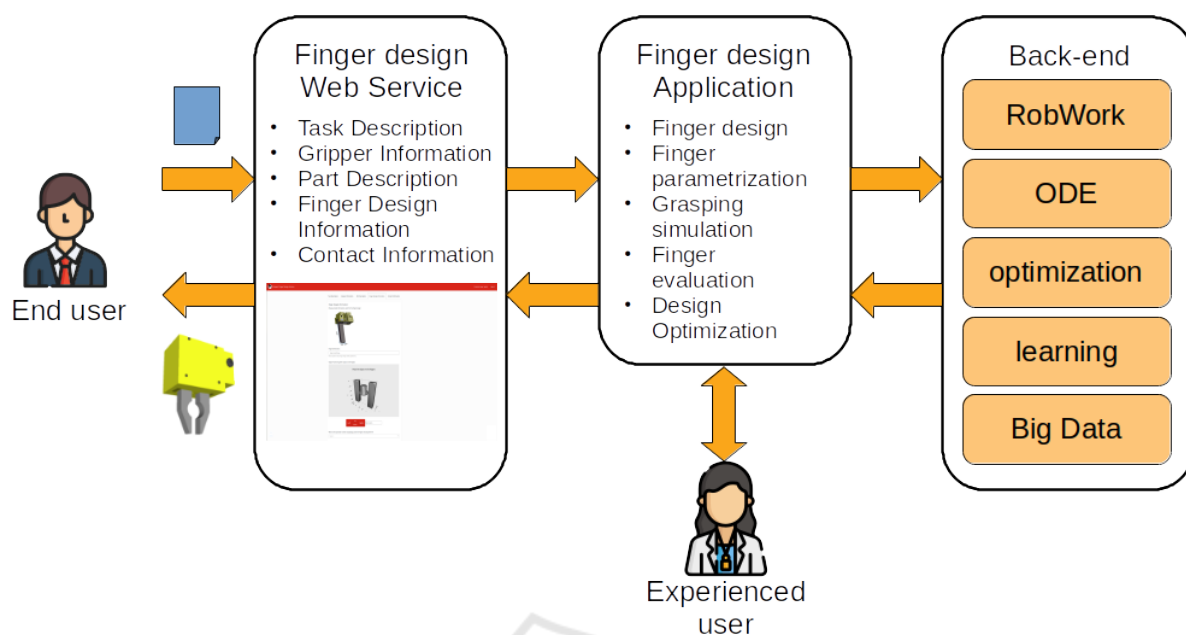 Finger design
Web Service
• Task Description
• Gripper Information
• Part Description
• Finger Design
Information
• Contact Information
End user
Finger design
Application
• Finger design
• Finger
parametrization
• Grasping
simulation
• Finger
evaluation
• Design
Optimization
Experienced
user
Back-end
RobWork
ODE
optimization
learning
Big Data